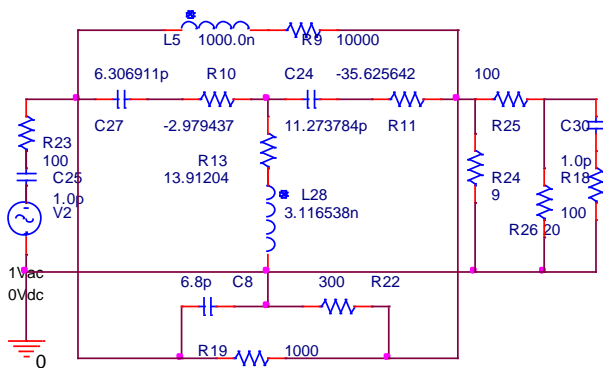 L5 1000.0n R9 10000
6.306911p R10 C24 -35.625642 100
C27 -2.979437 11.273784p R11 R25 C30
R23
100
C25
1.0p
V2
R13
13.91204
L28
3.116538n
R24
9
1.0p
R18
100
R26 20
1Vac
0Vdc
6.8p C8 300 R22
R19 1000
0